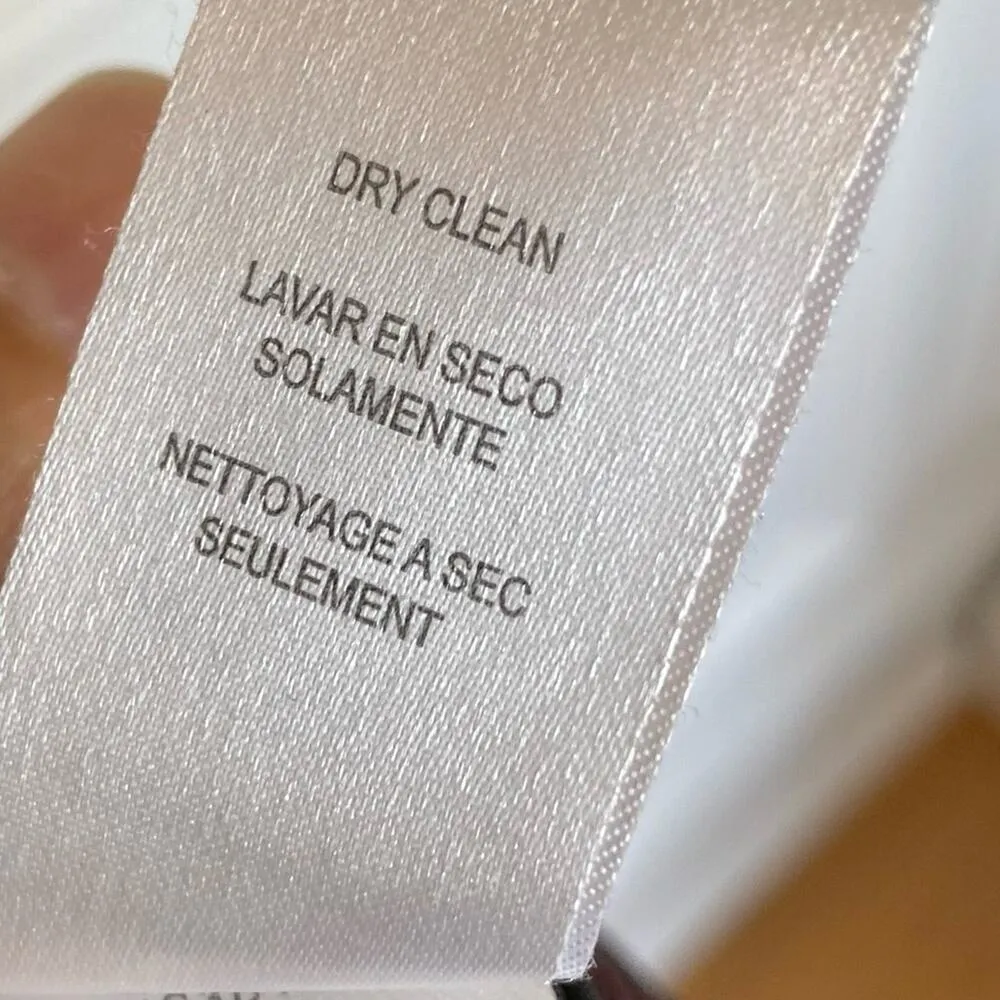 DRY CLEAN
LAVAR EN SECO
SOLAMENTE
NETTOYAGE A SEC
SEULEMENT